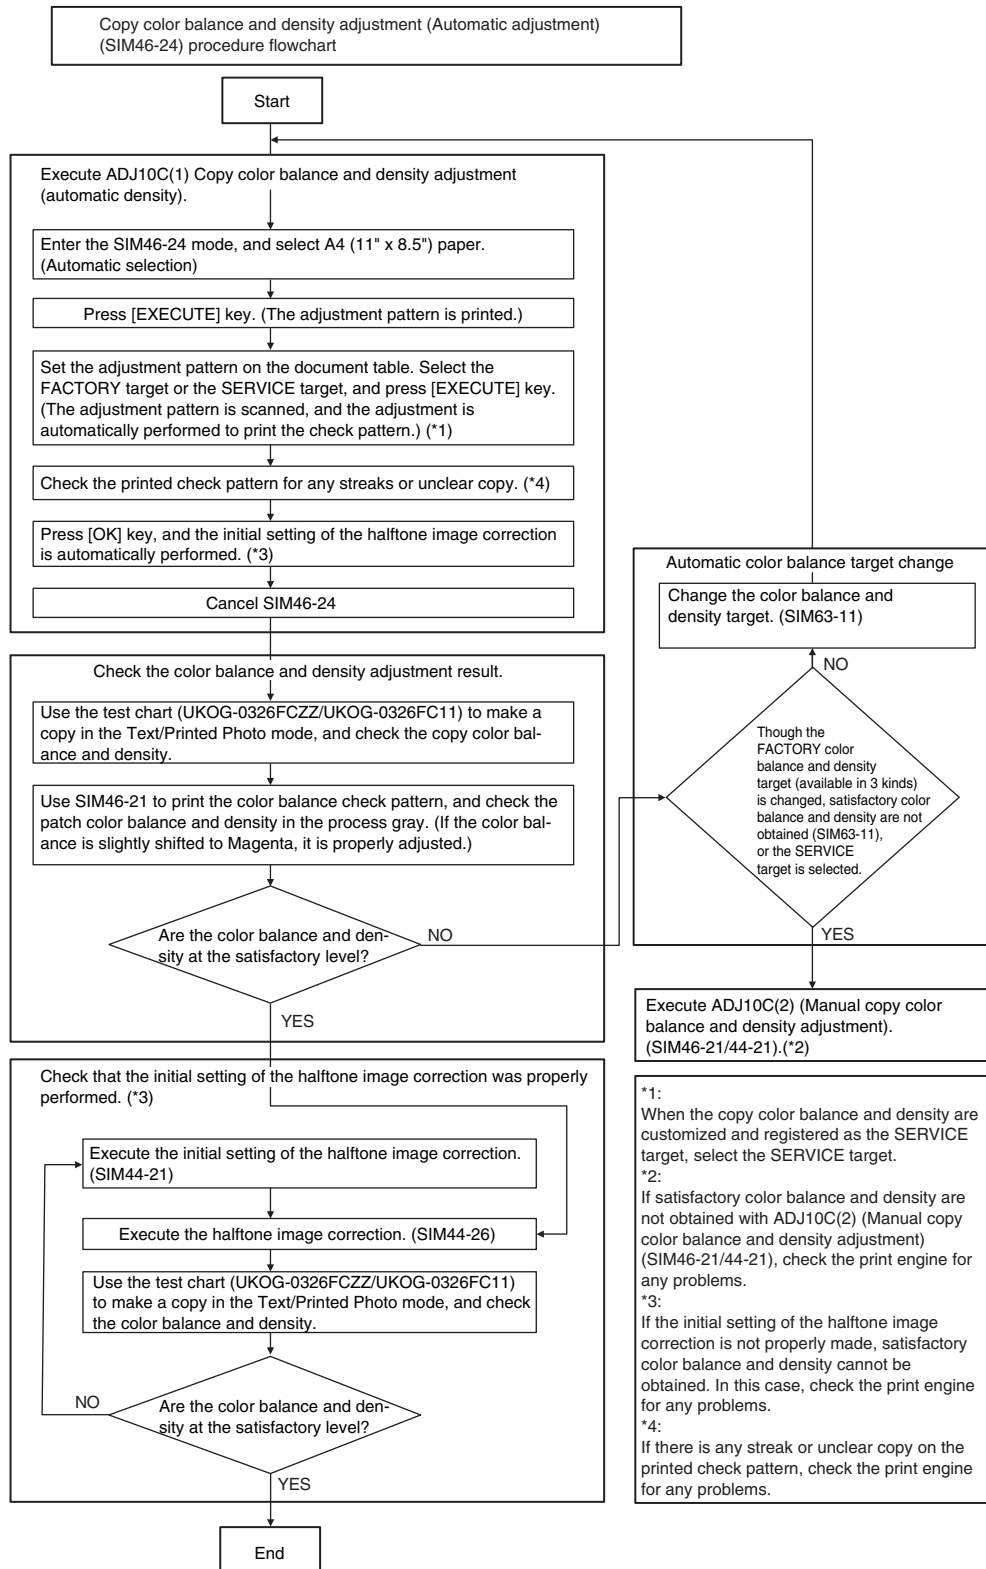 Copy color balance and density adjustment (Automatic adjustment)
(SIM46-24) procedure flowchart
Start
Execute ADJ10C(1) Copy color balance and density adjustment
(automatic density).
Enter the SIM46-24 mode, and select A4 (11" x 8.5") paper.
(Automatic selection)
Press [EXECUTE] key. (The adjustment pattern is printed.)
Set the adjustment pattern on the document table. Select the
FACTORY target or the SERVICE target, and press [EXECUTE] key.
(The adjustment pattern is scanned, and the adjustment is
automatically performed to print the check pattern.) (*1)
Check the printed check pattern for any streaks or unclear copy. (*4)
Press [OK] key, and the initial setting of the halftone image correction
is automatically performed. (*3)
Cancel SIM46-24
Check the color balance and density adjustment result.
Use the test chart (UKOG-0326FCZZ/UKOG-0326FC11) to make a
copy in the Text/Printed Photo mode, and check the copy color bal-
ance and density.
Use SIM46-21 to print the color balance check pattern, and check the
patch color balance and density in the process gray. (If the color bal-
ance is slightly shifted to Magenta, it is properly adjusted.)
Are the color balance and den-
sity at the satisfactory level?
NO
YES
Automatic color balance target change
Change the color balance and
density target. (SIM63-11)
NO
Though the
FACTORY color
balance and density
target (available in 3 kinds)
is changed, satisfactory color
balance and density are not
obtained (SIM63-11),
or the SERVICE
target is selected.
YES
Execute ADJ10C(2) (Manual copy color
balance and density adjustment).
(SIM46-21/44-21).(*2)
Check that the initial setting of the halftone image correction was properly
performed. (*3)
Execute the initial setting of the halftone image correction.
(SIM44-21)
Execute the halftone image correction. (SIM44-26)
Use the test chart (UKOG-0326FCZZ/UKOG-0326FC11)
to make a copy in the Text/Printed Photo mode, and check
the color balance and density.
NO
Are the color balance and den-
sity at the satisfactory level?
YES
End
*1:
When the copy color balance and density are
customized and registered as the SERVICE
target, select the SERVICE target.
*2:
If satisfactory color balance and density are
not obtained with ADJ10C(2) (Manual copy
color balance and density adjustment)
(SIM46-21/44-21), check the print engine for
any problems.
*3:
If the initial setting of the halftone image
correction is not properly made, satisfactory
color balance and density cannot be
obtained. In this case, check the print engine
for any problems.
*4:
If there is any streak or unclear copy on the
printed check pattern, check the print engine
for any problems.